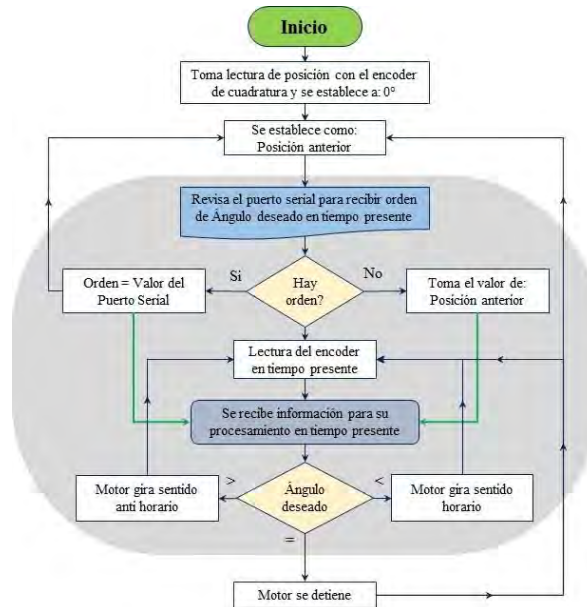 Inicio
Toma lectura de posición con el encoder
de cuadratura y se establece a: 0°
Se establece como:
Posición anterior
Revisa el puerto serial para recibir orden
de Ángulo deseado en tiempo presente
Si
Hay
orden?
No
Orden = Valor del
Puerto Serial
Toma el valor de:
Posición anterior
Lectura del encoder
en tiempo presente
Se recibe información para su
procesamiento en tiempo presente
Motor gira sentido
anti horario
>
Ángulo
deseado
<
Motor gira sentido
horario
=
Motor se detiene